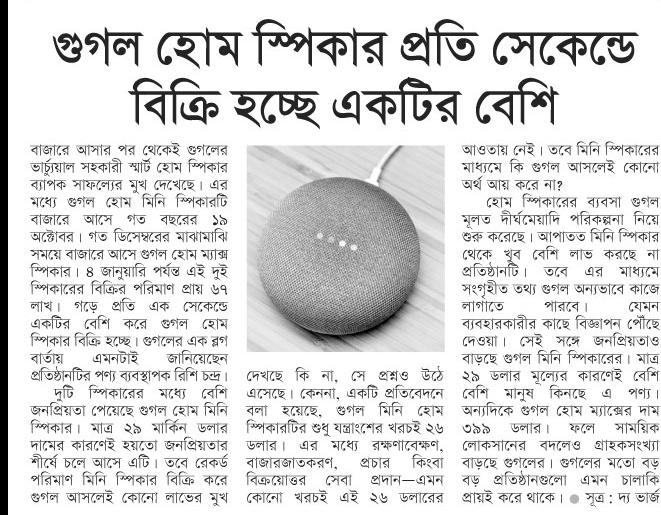 গুগল হোম স্পিকার প্রতি সেকেন্ডে
বিক্রি হচ্ছে একটির বেশি
বাজারে আসার পর থেকেই গুগলের
ভার্চ্যুয়াল সহকারী স্মার্ট হোম স্পিকার
ব্যাপক সাফল্যের মুখ দেখেছে। এর
মধ্যে গুগল হোম মিনি স্পিকারটি
বাজারে আসে গত বছরের ১৯
অক্টোবর। গত ডিসেম্বরের মাঝামাঝি
সময়ে বাজারে আসে গুগল হোম ম্যাক্স
স্পিকার। ৪ জানুয়ারি পর্যন্ত এই দুই
স্পিকারের বিক্রির পরিমাণ প্রায় ৬৭
লাখ। গড়ে প্রতি এক সেকেন্ডে
একটির বেশি করে গুগল হোম
স্পিকার বিক্রি হচ্ছে। গুগলের এক ব্লগ
বার্তায় এমনটাই জানিয়েছেন
প্রতিষ্ঠানটির পণ্য ব্যবস্থাপক রিশি চন্দ্র।
দুটি স্পিকারের মধ্যে বেশি
জনপ্রিয়তা পেয়েছে গুগল হোম মিনি
স্পিকার। মাত্র ২৯ মার্কিন ডলার
দামের কারণেই হয়তো জনপ্রিয়তার
শীর্ষে চলে আসে এটি। তবে রেকর্ড
পরিমাণ মিনি স্পিকার বিক্রি করে
গুগল আসলেই কোনো লাভের মুখ
দেখছে কি না, সে প্রশ্নও উঠে
এসেছে। কেননা, একটি প্রতিবেদনে
বলা হয়েছে, গুগল মিনি হোম
স্পিকারটির শুধু যন্ত্রাংশের খরচই ২৬
ডলার। এর মধ্যে রক্ষণাবেক্ষণ,
বাজারজাতকরণ, প্রচার কিংবা
বিক্রয়োত্তর সেবা প্রদান—এমন
কোনো খরচই এই ২৬ ডলারের
আওতায় নেই। তবে মিনি স্পিকারের
মাধ্যমে কি গুগল আসলেই কোনো
অর্থ আয় করে না?
হোম স্পিকারের ব্যবসা গুগল
মূলত দীর্ঘমেয়াদি পরিকল্পনা নিয়ে
শুরু করেছে। আপাতত মিনি স্পিকার
থেকে খুব বেশি লাভ করছে না
প্রতিষ্ঠানটি। তবে এর মাধ্যমে
সংগৃহীত তথ্য গুগল অন্যভাবে কাজে
লাগাতে পারবে। যেমন
ব্যবহারকারীর কাছে বিজ্ঞাপন পৌঁছে
দেওয়া। সেই সঙ্গে জনপ্রিয়তাও
বাড়ছে গুগল মিনি স্পিকারের। মাত্র
২৯ ডলার মূল্যের কারণেই বেশি
বেশি মানুষ কিনছে এ পণ্য।
অন্যদিকে গুগল হোম ম্যাক্সের দাম
৩৯৯ ডলার। ফলে সাময়িক
লোকসানের বদলেও গ্রাহকসংখ্যা
বাড়ছে গুগলের। গুগলের মতো বড়
বড় প্রতিষ্ঠানগুলো এমন চালাকি
প্রায়ই করে থাকে। ● সূত্র : দ্য ভার্জ